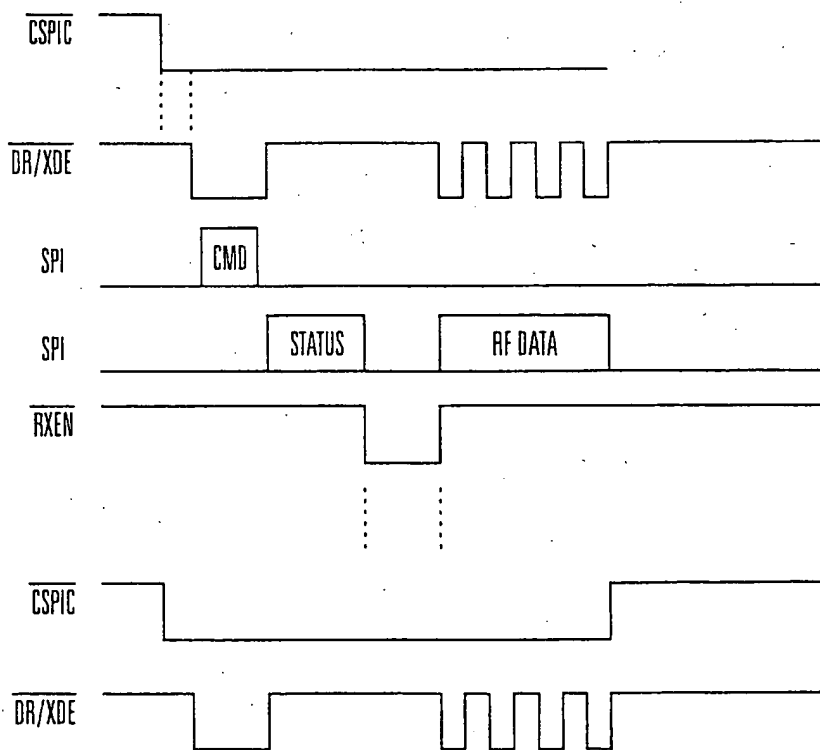 CSPIC
DR/XDE
SPI
CMD
SPI
STATUS
RF DATA
RXEN
CSPIC
DR/XDE